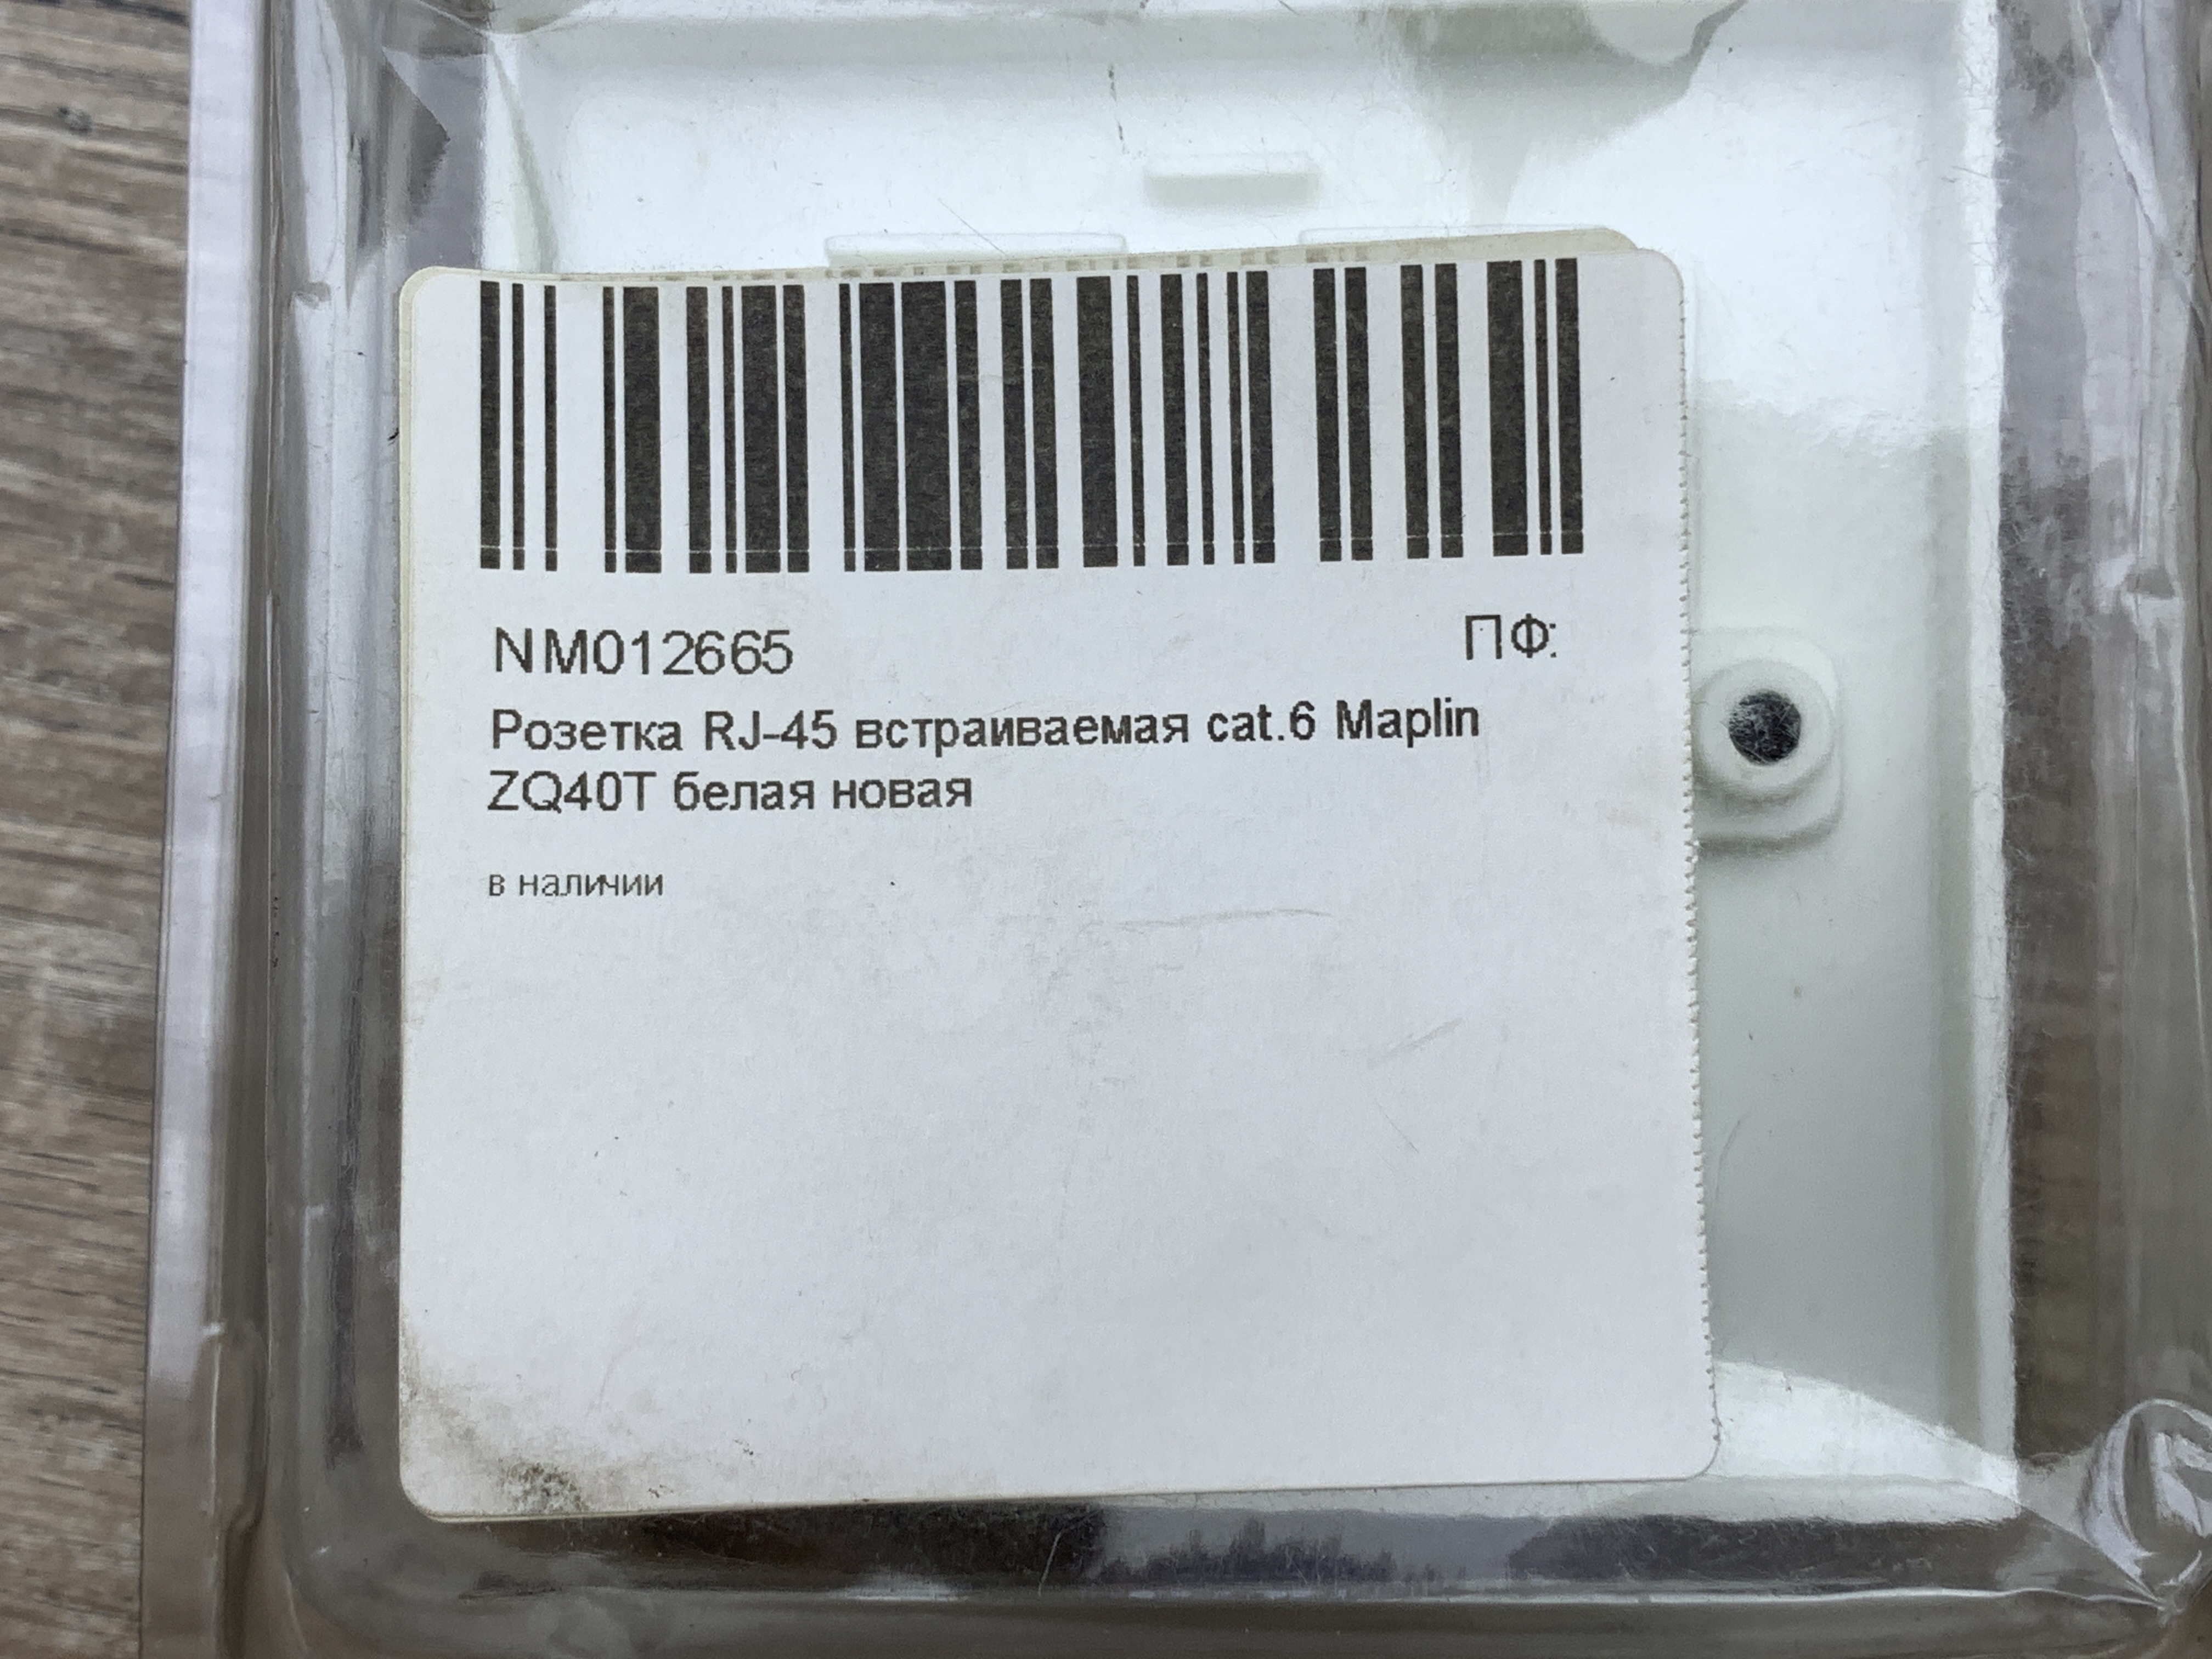 NM012665 ПФ:
Розетка RJ-45 встраиваемая cat.6 Maplin
ZQ40T белая новая
в наличии